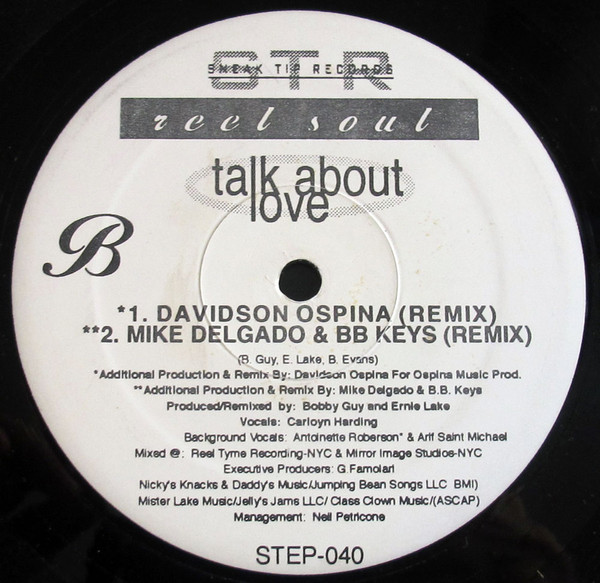 STR
SNEAK TIP RECORDS
reel soul
talk about
love
B
*1. DAVIDSON OSPINA (REMIX)
**2. MIKE DELGADO & BB KEYS (REMIX)
(B. Guy, E. Lake, B. Evans)
*Additional Production & Remix By: Davidson Ospina For Ospina Music Prod.
**Additional Production & Remix By: Mike Delgado & B.B. Keys
Produced/Remixed by: Bobby Guy and Ernie Lake
Vocals: Carloyn Harding
Background Vocals: Antoinette Roberson* & Arif Saint Michael
Mixed @: Reel Tyme Recording-NYC & Mirror Image Studios-NYC
Executive Producers: G.Famolari
Nicky's Knacks & Daddy's Music/Jumping Bean Songs LLC BMI)
Mister Lake Music/Jelly's Jams LLC/ Class Clown Music/(ASCAP)
Management: Neil Petricone
STEP-040